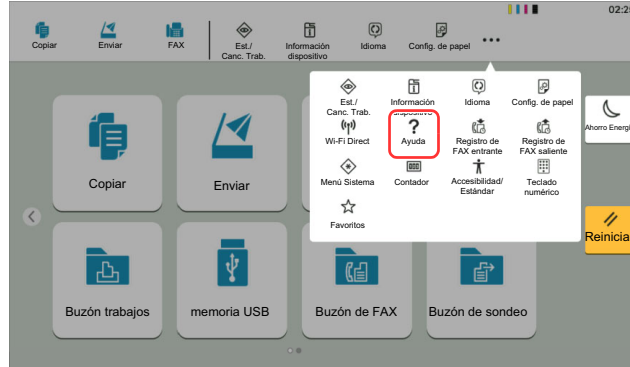 02:2
Copiar
Enviar
FAX
Est./
Canc. Trab.
Información
dispositivo
Idioma
Config. de papel
Est./
Canc. Trab.
Información
dispositivo
Idioma
Config. de papel
Wi-Fi Direct
?
Ayuda
Registro de
FAX entrante
Registro de
FAX saliente
Menú Sistema
Contador
Accesibilidad/
Estándar
Teclado
numérico
Favoritos
Ahorro Energí
Reinicia
Copiar
Enviar
Buzón trabajos
memoria USB
Buzón de FAX
Buzón de sondeo